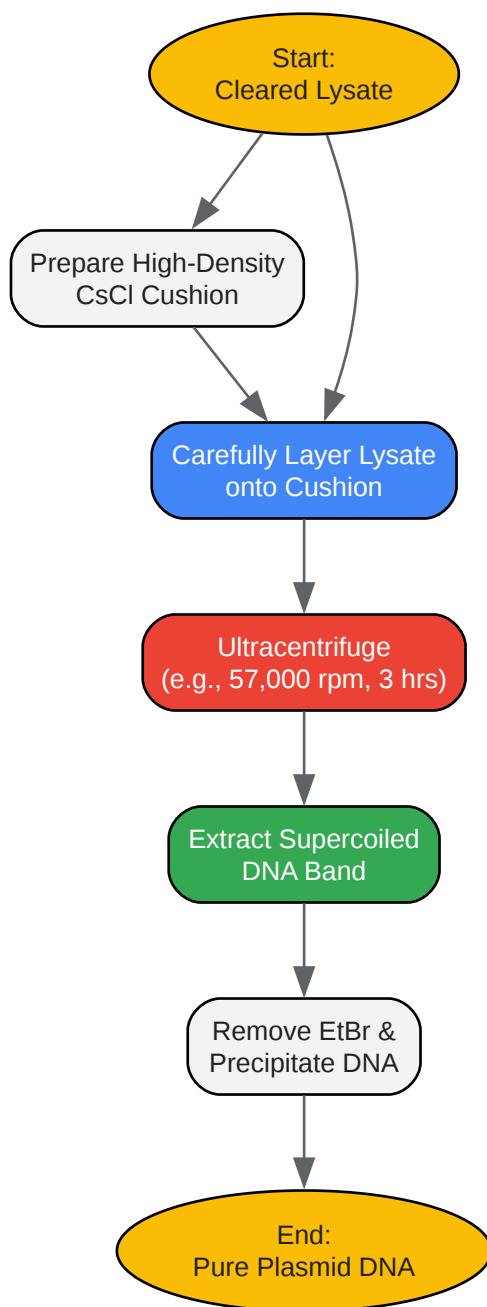 Start:
Cleared Lysate
Prepare High-Density
CsCl Cushion
Carefully Layer Lysate
onto Cushion
Ultracentrifuge
(e.g., 57,000 rpm, 3 hrs)
Extract Supercoiled
DNA Band
Remove EtBr &
Precipitate DNA
End:
Pure Plasmid DNA